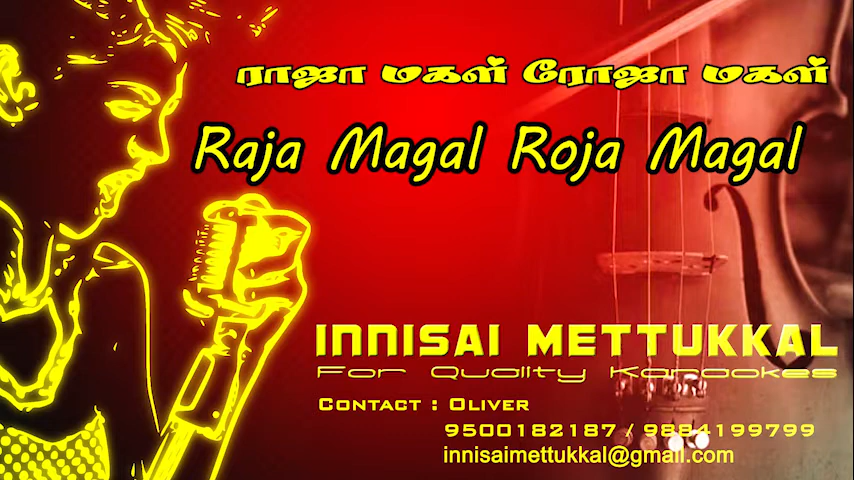 ராஜா மகள் ரோஜா மகள்
Raja Magal Roja Magal
INNISAI METTUKKAL
For Quality Karaokes
Contact : Oliver
9500182187 / 9884199799
innisaimettukkal@gmail.com